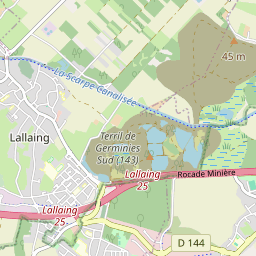 45 m
La Scarpe Canalisée
Lallaing
Terril de
Germinies
Sud (143)
Lallaing
25
Rocade Minière
Lallaing
25
D 144